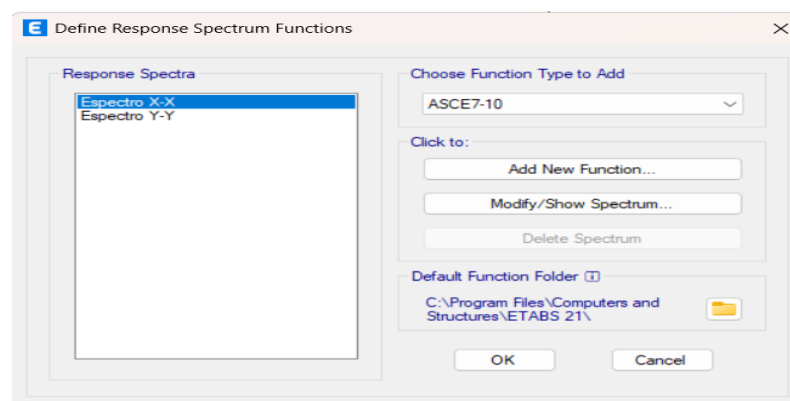 E Define Response Spectrum Functions
Response Spectra
Espectro X-X
Espectro Y-Y
Choose Function Type to Add
ASCE7-10
Click to:
Add New Function...
Modify/Show Spectrum...
Delete Spectrum
Default Function Folder
C:\Program Files\Computers and
Structures\ETABS 21\
OK Cancel